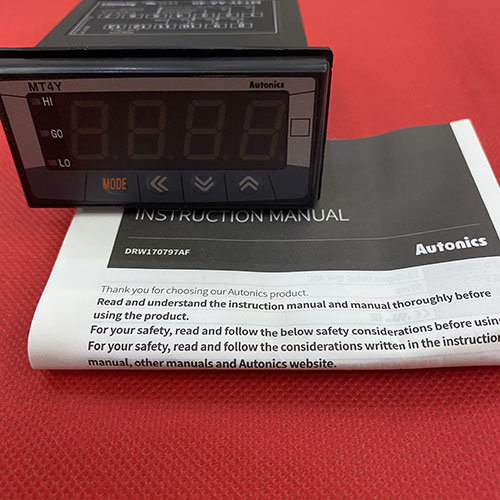 MT4Y Autonics
HI
GO
LO
MODE
INSTRUCTION MANUAL
DRW170797AF Autonics
Thank you for choosing our Autonics product.
Read and understand the instruction manual and manual thoroughly before
using the product.
For your safety, read and follow the below safety considerations before using
For your safety, read and follow the considerations written in the instruction
manual, other manuals and Autonics website.